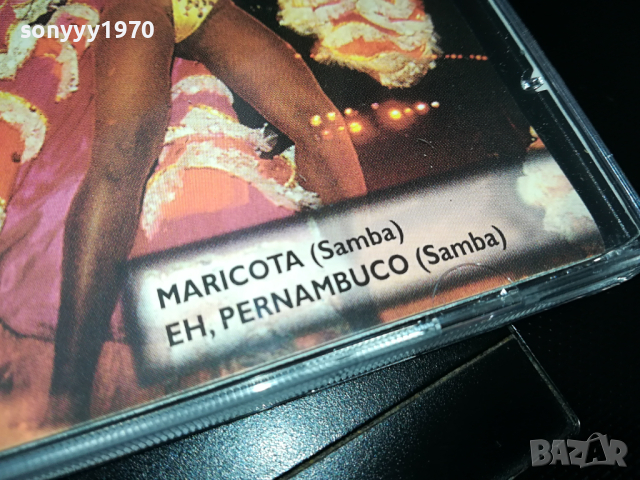 sonyyy1970
MARICOTA (Samba)
EH, PERNAMBUCO (Samba)
BAZAR